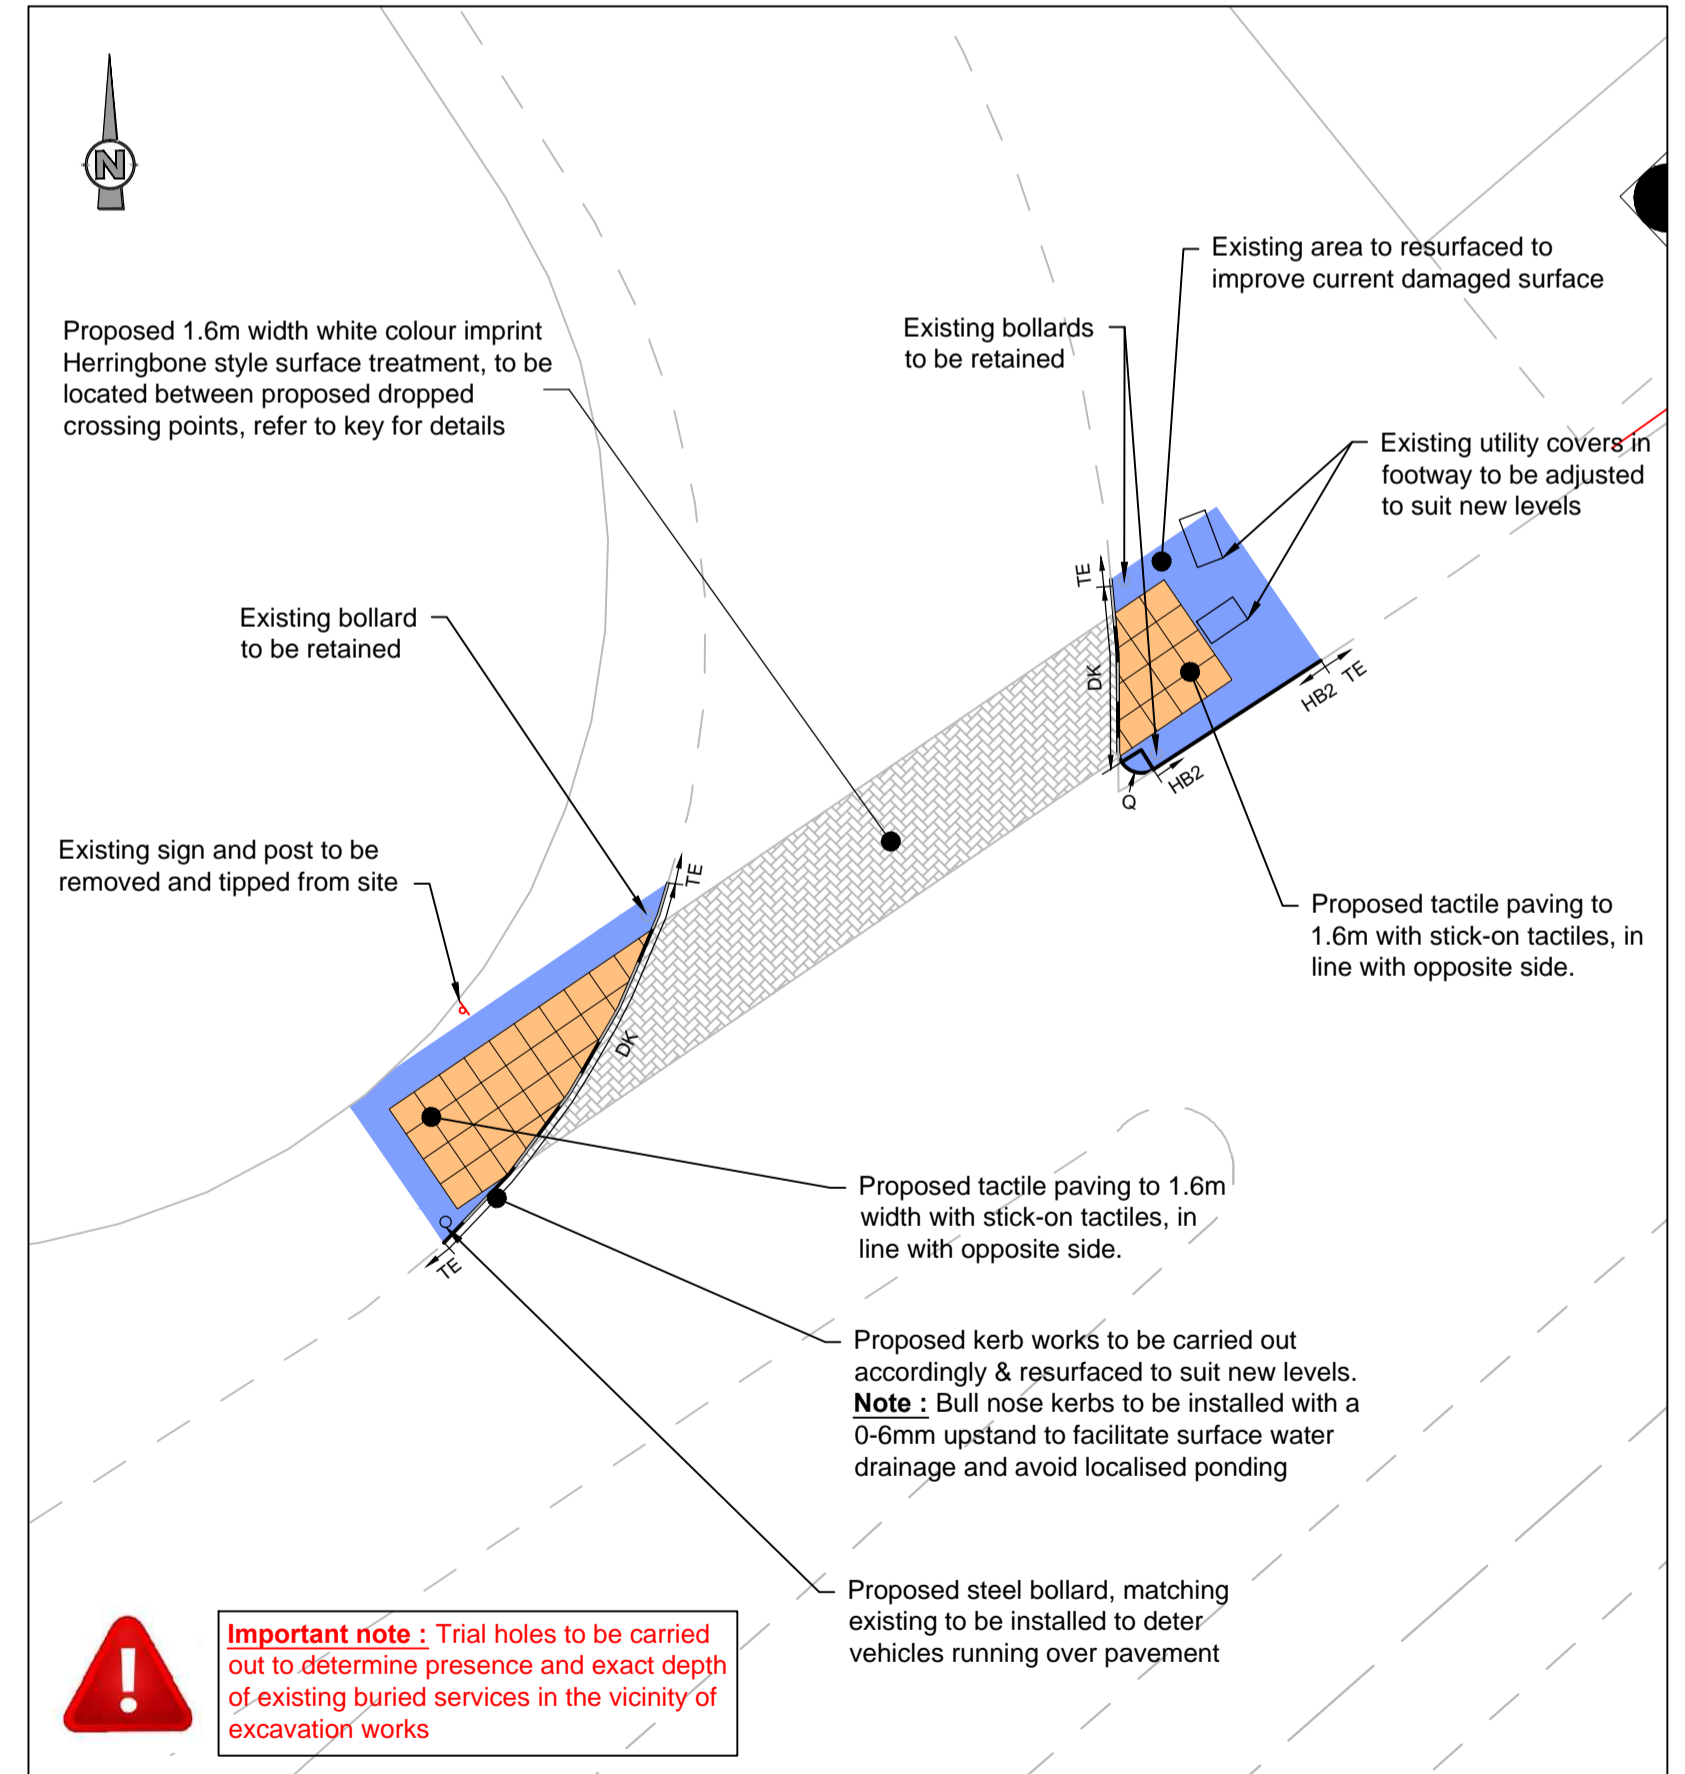 N
Existing area to resurfaced to
improve current damaged surface
Proposed 1.6m width white colour imprint
Herringbone style surface treatment, to be
located between proposed dropped
crossing points, refer to key for details
Existing bollards
to be retained
Existing utility covers in
footway to be adjusted
to suit new levels
TE
DK
HB2
TE
HB2
Q
Existing bollard
to be retained
Existing sign and post to be
removed and tipped from site
TE
DK
TE
Proposed tactile paving to
1.6m with stick-on tactiles, in
line with opposite side.
Proposed tactile paving to 1.6m
width with stick-on tactiles, in
line with opposite side.
Proposed kerb works to be carried out
accordingly & resurfaced to suit new levels.
Note : Bull nose kerbs to be installed with a
0-6mm upstand to facilitate surface water
drainage and avoid localised ponding
Proposed steel bollard, matching
existing to be installed to deter
vehicles running over pavement
Important note : Trial holes to be carried
out to determine presence and exact depth
of existing buried services in the vicinity of
excavation works